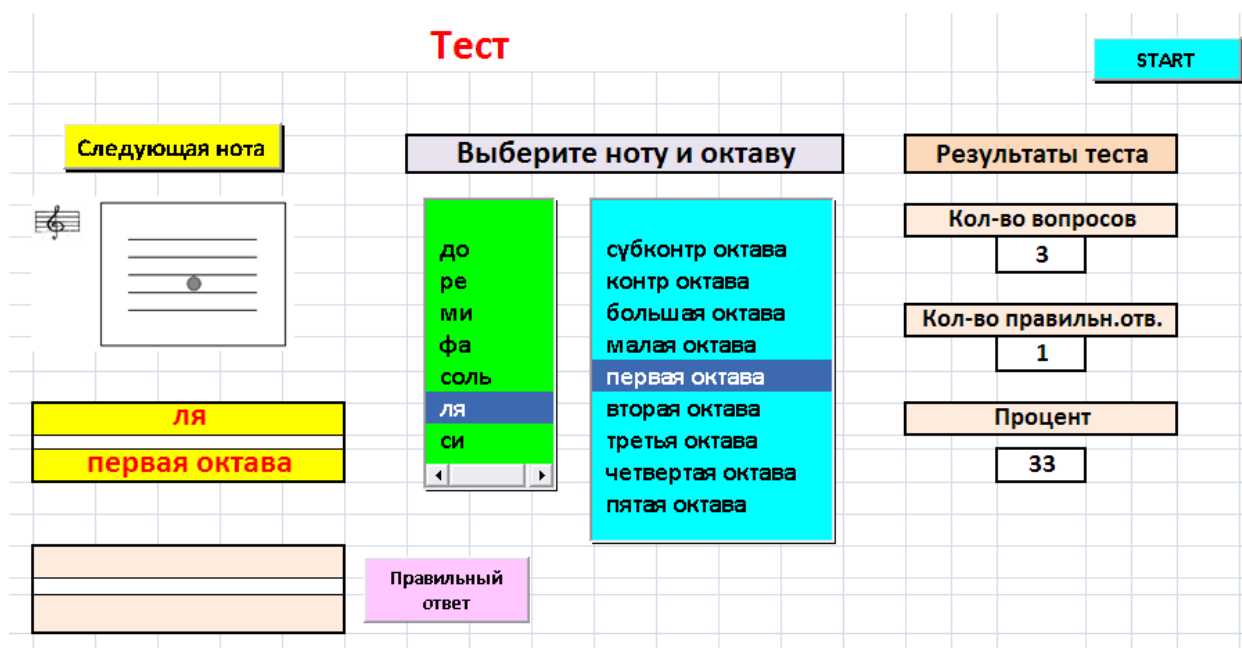 Тест
START
Следующая нота
Выберите ноту и октаву
Результаты теста
до
ре
ми
фа
соль
ля
си
субконтр октава
контр октава
большая октава
малая октава
первая октава
вторая октава
третья октава
четвертая октава
пятая октава
Кол-во вопросов
3
Кол-во правильн.отв.
1
Процент
33
ля
первая октава
Правильный
ответ